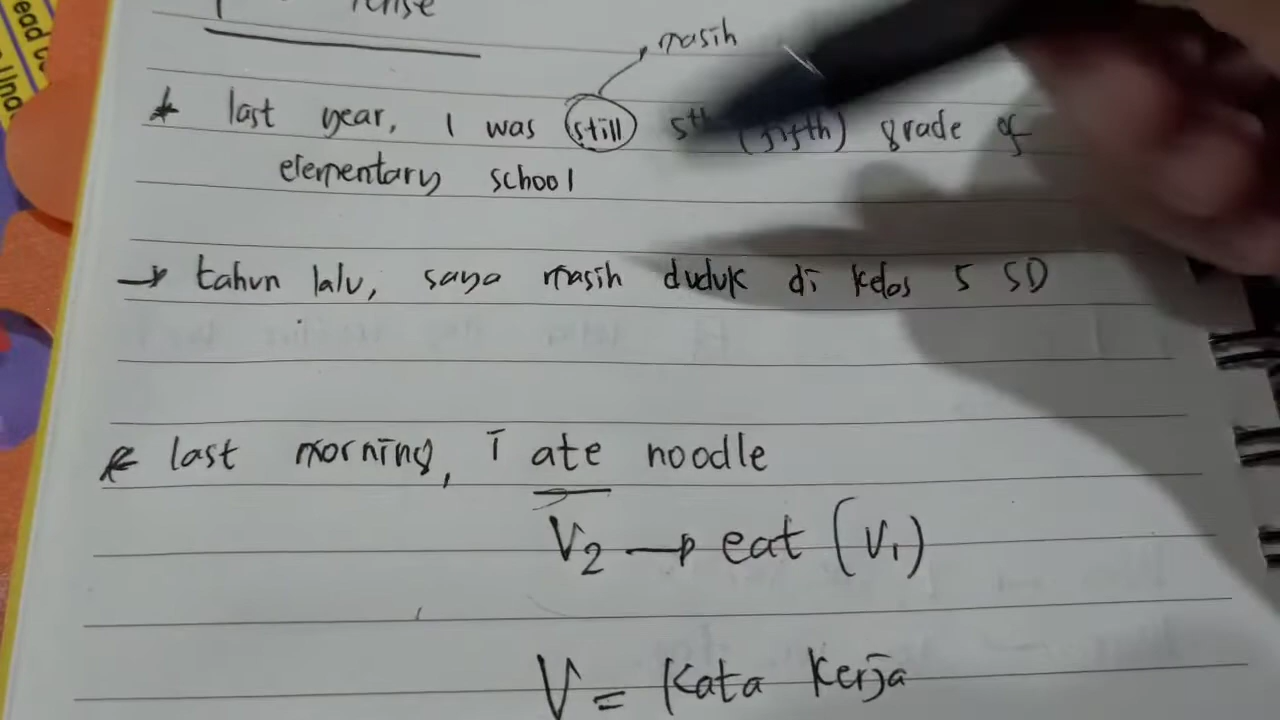 tense
masih
last year, I was still 5th (fifth) grade of
elementary school
→ tahun lalu, saya masih duduk di kelas 5 SD
last morning, I ate noodle
V2 → eat (V1)
V = Kata Kerja